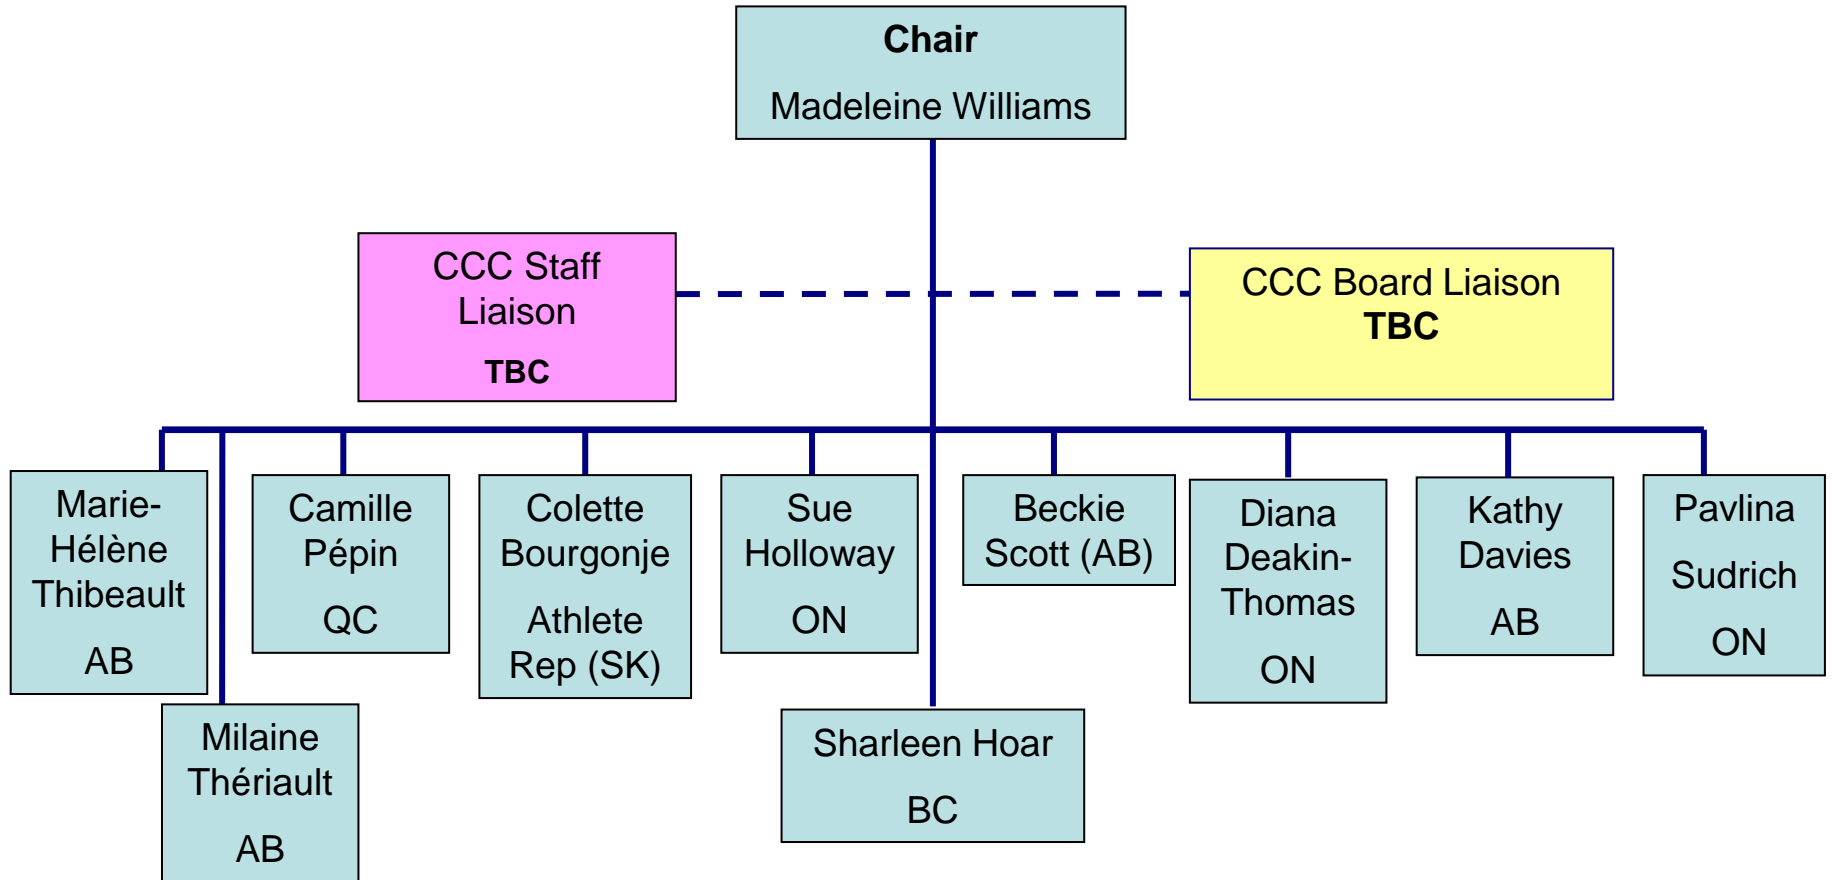 Chair
Madeleine Williams
CCC Staff
Liaison
TBC
CCC Board Liaison
TBC
Marie-
Hélène
Thibeault
AB
Camille
Pépin
QC
Colette
Bourgonje
Athlete
Rep (SK)
Sue
Holloway
ON
Beckie
Scott (AB)
Diana
Deakin-
Thomas
ON
Kathy
Davies
AB
Pavlina
Sudrich
ON
Milaine
Thériault
AB
Sharleen Hoar
BC